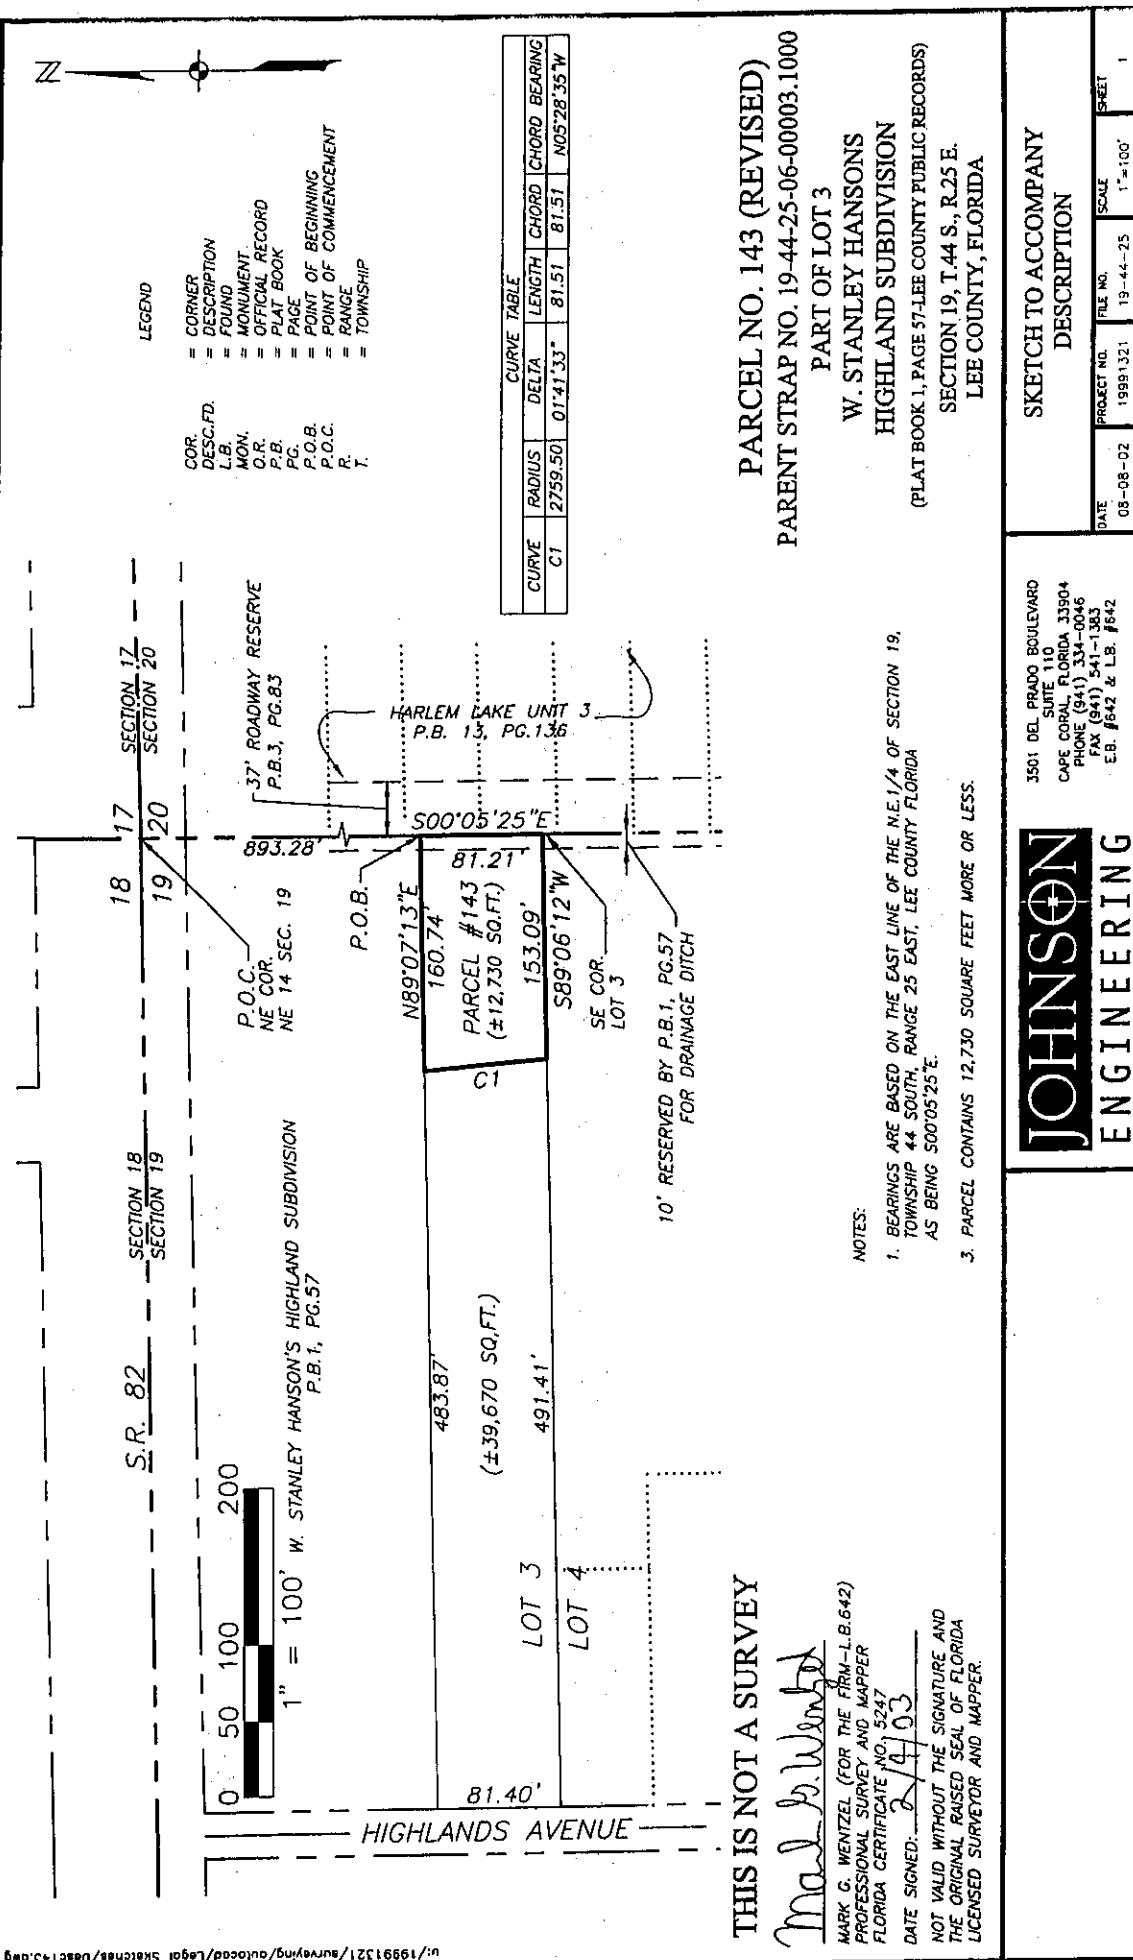 u:/19991321/surveying/autocad/Legal Sketches/Desc143.dwg
LEGEND
COR. = CORNER
DESC.FD. = DESCRIPTION
L.B. = FOUND
MON. = MONUMENT
O.R. = OFFICIAL RECORD
P.B. = PLAT BOOK
PG. = PAGE
P.O.B. = POINT OF BEGINNING
P.O.C. = POINT OF COMMENCEMENT
R. = RANGE
T. = TOWNSHIP
S.R. 82
SECTION 18
SECTION 19
18
17
19
20
SECTION 17
SECTION 20
0 50 100 200
1" = 100'
W. STANLEY HANSON'S HIGHLAND SUBDIVISION
P.B.1, PG.57
P.O.C.
NE COR.
NE 14 SEC. 19
893.28'
37' ROADWAY RESERVE
P.B.3, PG.83
P.O.B.
HARLEM LAKE UNIT 3
P.B. 13, PG.136
N89°07'13"E
160.74'
S00°05'25"E
81.21'
PARCEL #143
(±12,730 SQ.FT.)
153.09'
S89°06'12"W
C1
SE COR.
LOT 3
10' RESERVED BY P.B.1, PG.57
FOR DRAINAGE DITCH
483.87'
(±39,670 SQ.FT.)
491.41'
LOT 3
LOT 4
81.40'
HIGHLANDS AVENUE
CURVE TABLE
CURVE RADIUS DELTA LENGTH CHORD CHORD BEARING
C1 2759.50 01°41'33" 81.51 81.51 N05°28'35"W
PARCEL NO. 143 (REVISED)
PARENT STRAP NO. 19-44-25-06-00003.1000
PART OF LOT 3
W. STANLEY HANSONS
HIGHLAND SUBDIVISION
(PLAT BOOK 1, PAGE 57-LEE COUNTY PUBLIC RECORDS)
SECTION 19, T.44 S., R.25 E.
LEE COUNTY, FLORIDA
NOTES:
1. BEARINGS ARE BASED ON THE EAST LINE OF THE N.E.1/4 OF SECTION 19,
TOWNSHIP 44 SOUTH, RANGE 25 EAST, LEE COUNTY FLORIDA
AS BEING S00°05'25"E.
3. PARCEL CONTAINS 12,730 SQUARE FEET MORE OR LESS.
THIS IS NOT A SURVEY
Mark G. Wentzel
MARK G. WENTZEL (FOR THE FIRM-L.B.642)
PROFESSIONAL SURVEY AND MAPPER
FLORIDA CERTIFICATE NO. 5247
DATE SIGNED: 2/4/03
NOT VALID WITHOUT THE SIGNATURE AND
THE ORIGINAL RAISED SEAL OF FLORIDA
LICENSED SURVEYOR AND MAPPER.
JOHNSON
ENGINEERING
3501 DEL PRADO BOULEVARD
SUITE 110
CAPE CORAL, FLORIDA 33904
PHONE (941) 334-0046
FAX (941) 541-1383
E.B. #642 & L.B. #642
SKETCH TO ACCOMPANY
DESCRIPTION
DATE PROJECT NO. FILE NO. SCALE SHEET
08-08-02 19991321 19-44-25 1"=100' 1